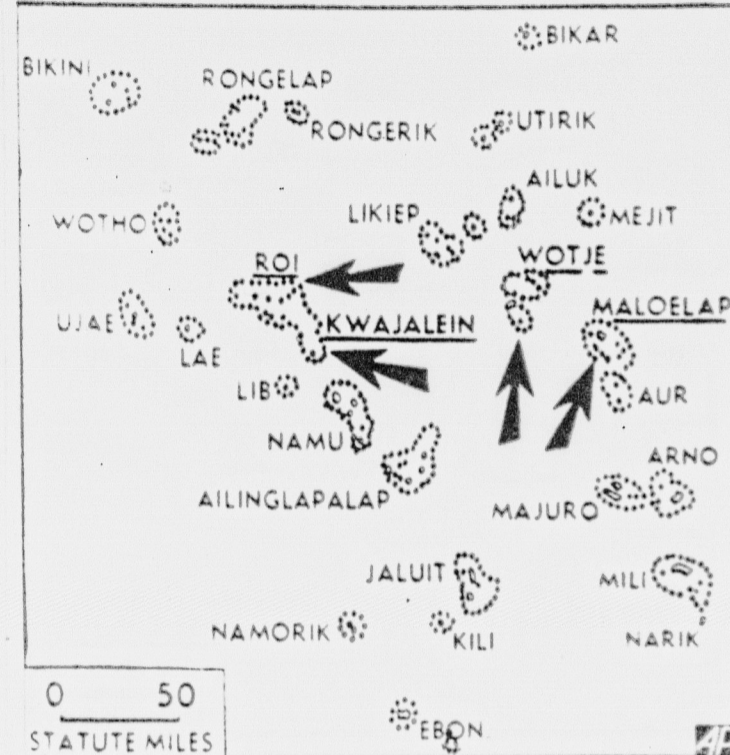 BIKAR
BIKINI
RONGELAP
RONGERIK
UTIRIK
AILUK
WOTHO
LIKIEP
MEJIT
ROI
WOTJE
MALOELAP
UJAE
KWAJALEIN
LAE
LIB
AUR
NAMU
ARNO
AILINGLAPALAP
MAJURO
JALUIT
MILI
NAMORIK
KILI
NARIK
0 50
STATUTE MILES
EBON
AP